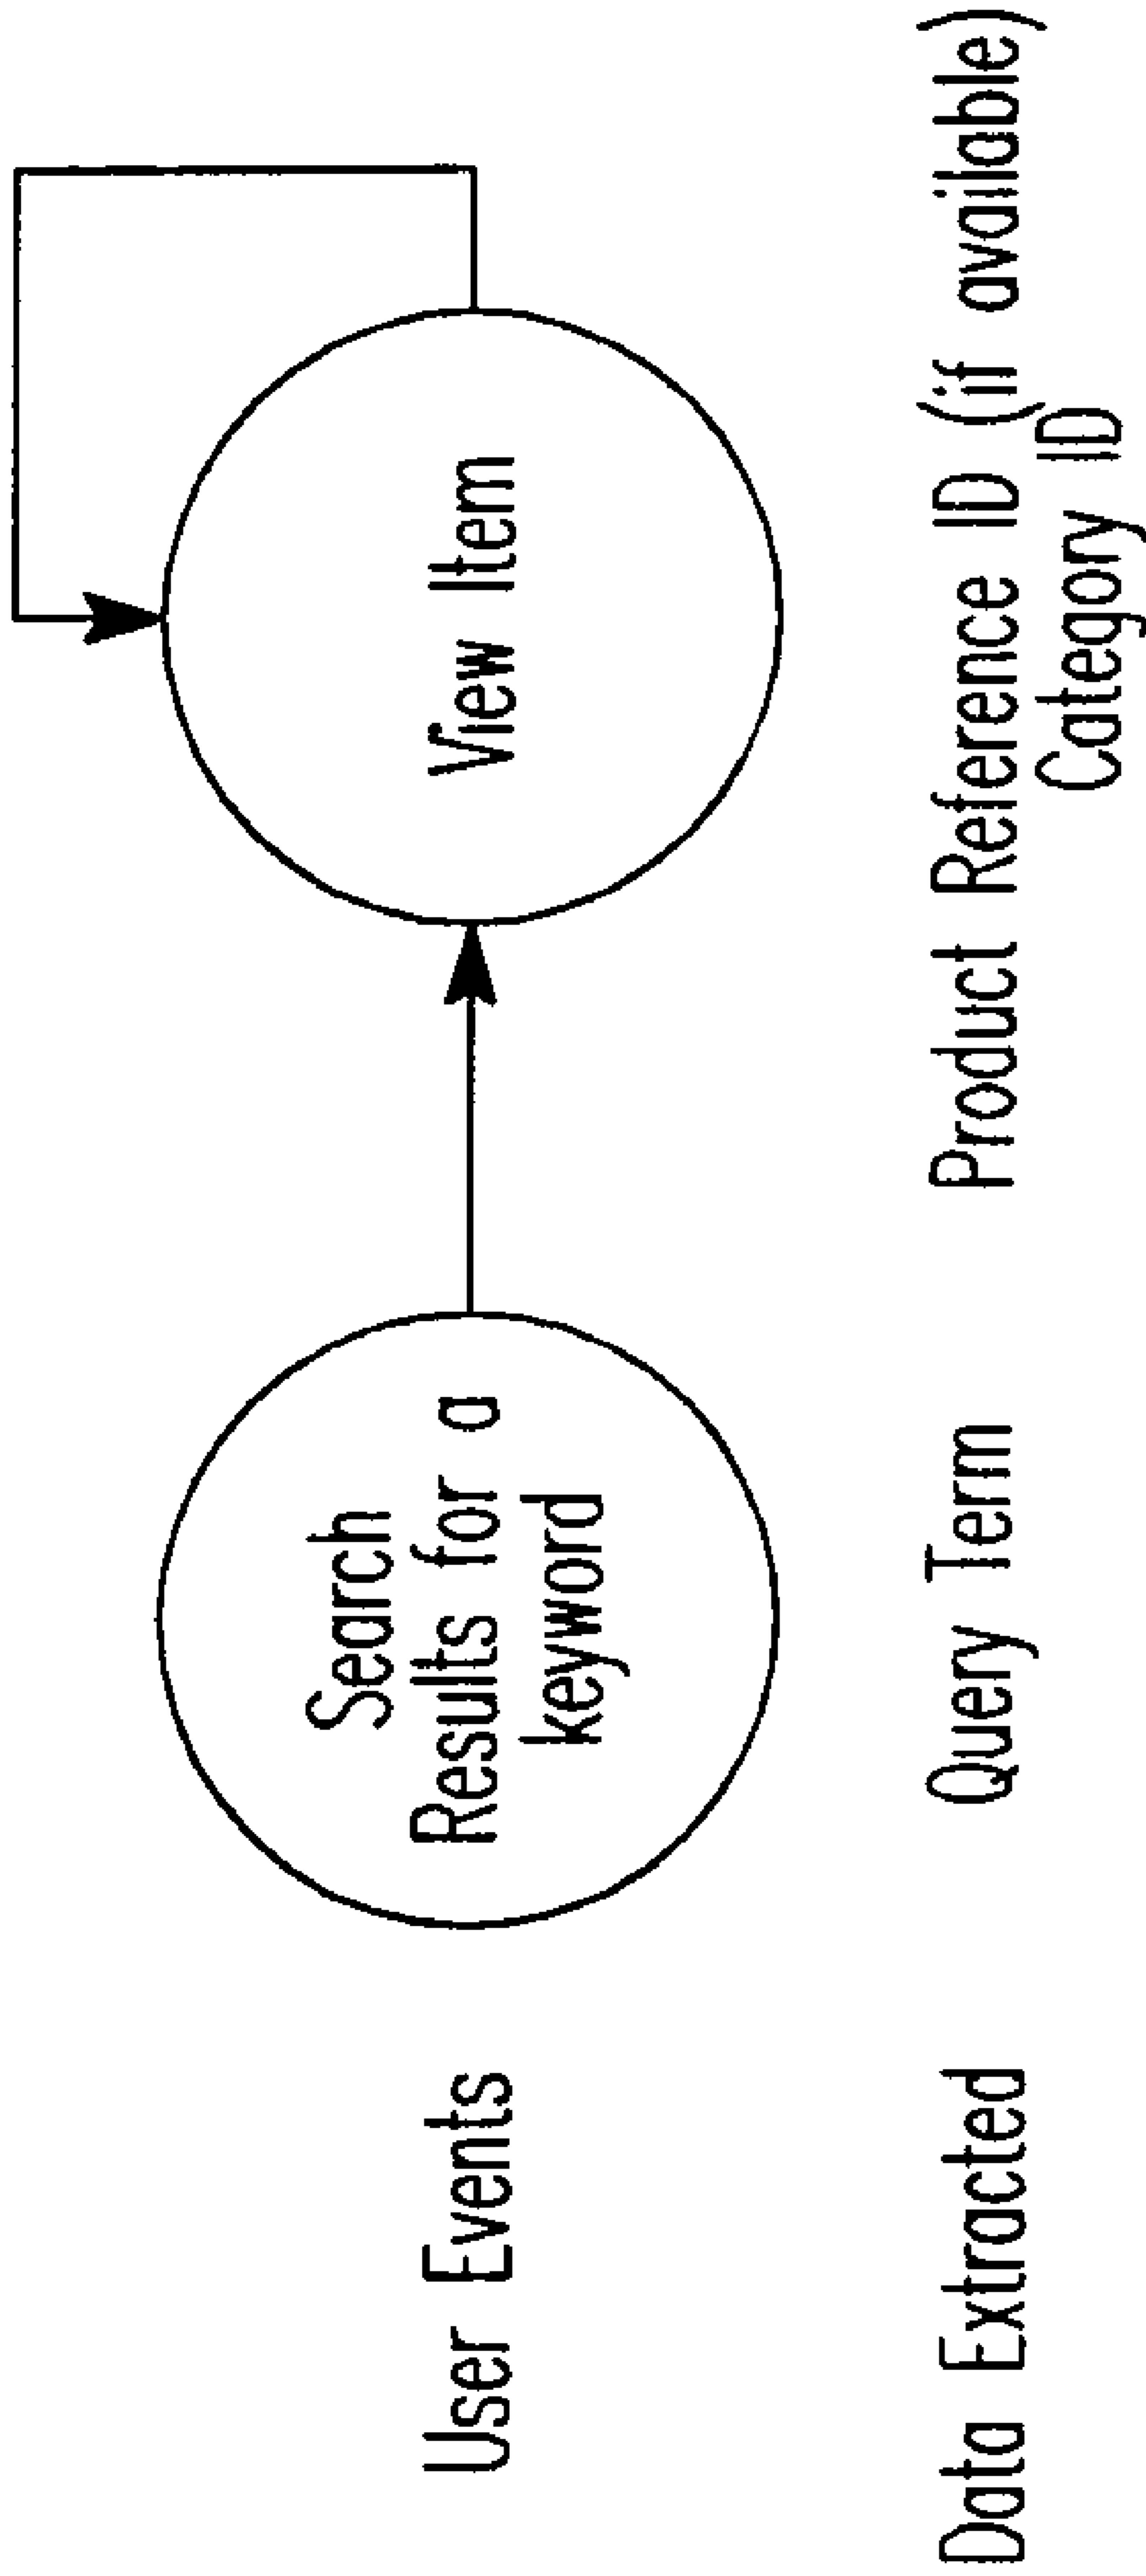 User Events
Search
Results for a
keyword
View Item
Data Extracted
Query Term
Product Reference ID (if available)
Category ID